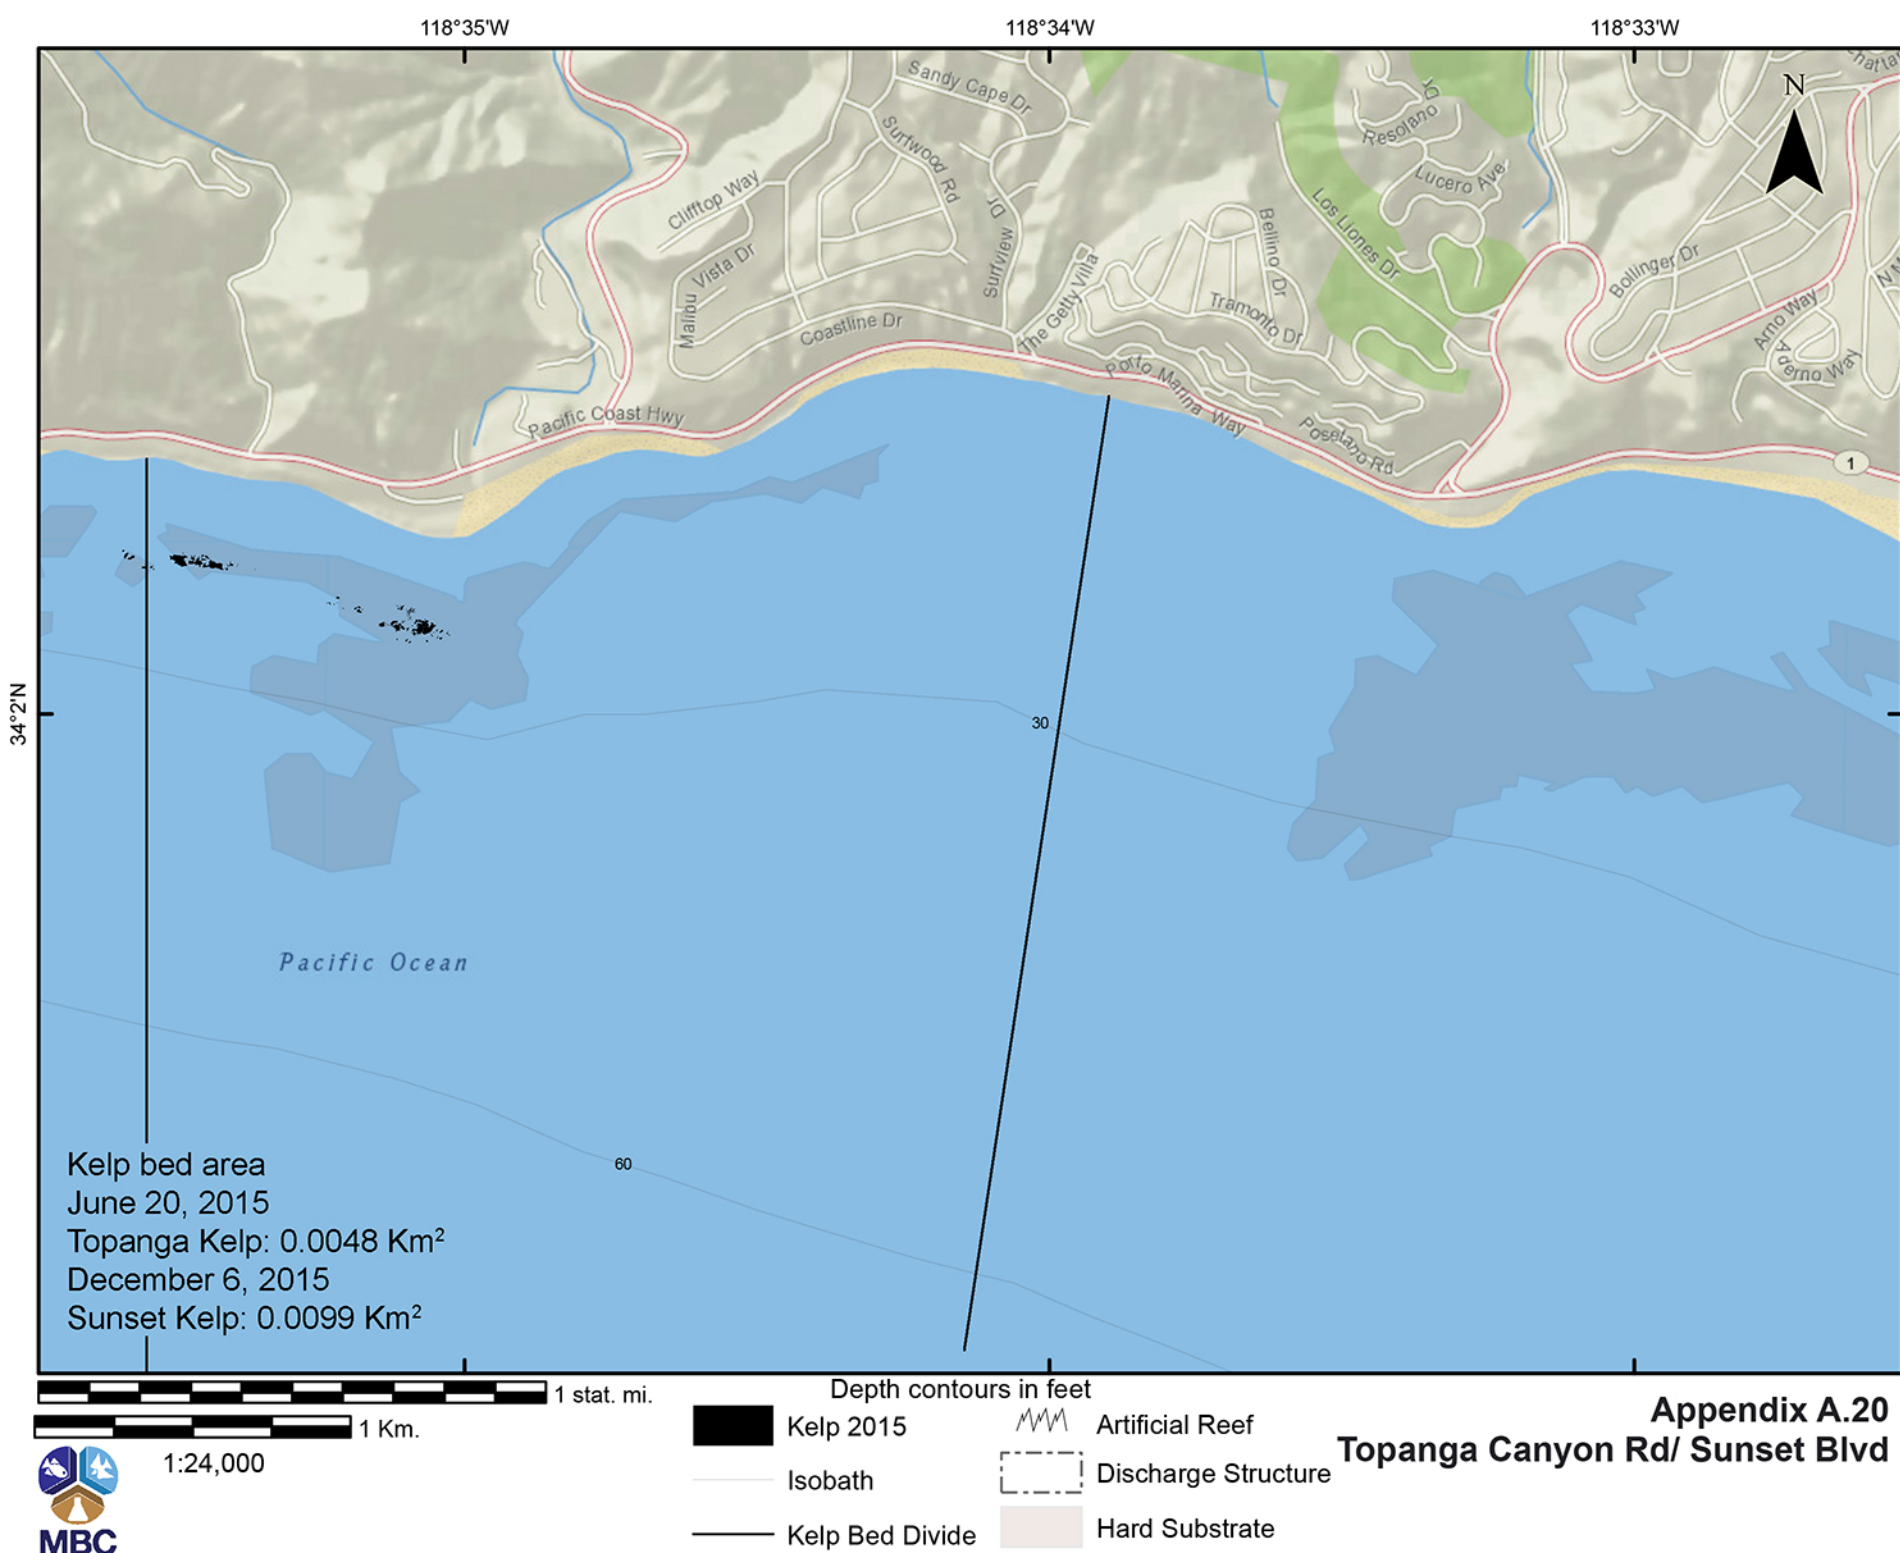 118°35'W
118°34'W
118°33'W
N
Sandy Cape Dr
Surfwood Rd
Clifftop Way
Malibu Vista Dr
Surfview Dr
Coastline Dr
The Getty Villa
Bellino Dr
Tramonto Dr
Los Liones Dr
Resolano Dr
Lucero Ave
Bollinger Dr
Arno Way
Aderno Way
Pacific Coast Hwy
Porto Marina Way
Posetano Rd
1
34°2'N
30
Pacific Ocean
60
Kelp bed area
June 20, 2015
Topanga Kelp: 0.0048 Km²
December 6, 2015
Sunset Kelp: 0.0099 Km²
1 stat. mi.
1 Km.
1:24,000
MBC
Depth contours in feet
Kelp 2015
Isobath
Kelp Bed Divide
Artificial Reef
Discharge Structure
Hard Substrate
Appendix A.20
Topanga Canyon Rd/ Sunset Blvd